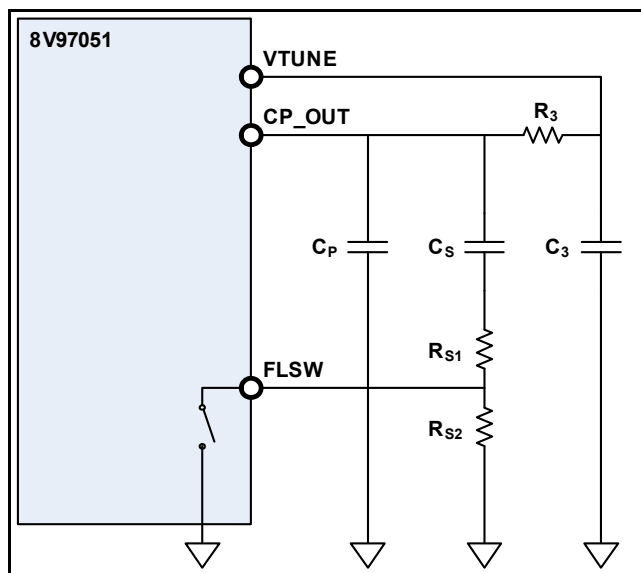 8V97051
VTUNE
CP_OUT
R3
CP
CS
C3
RS1
FLSW
RS2